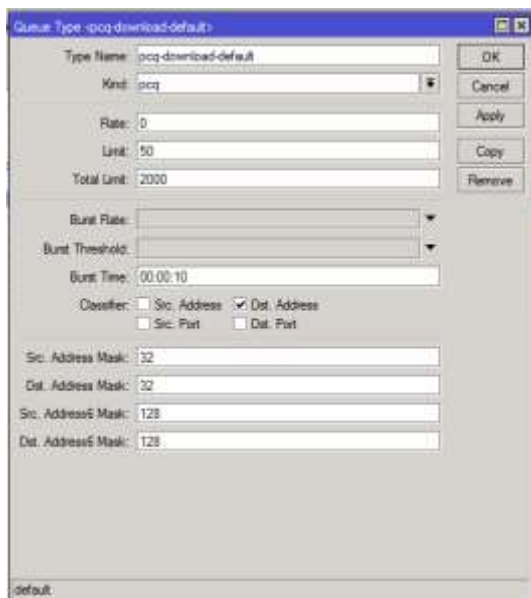 Queue Type <pcq-download-default>
Type Name: pcq-download-default
OK
Kind: pcq
Cancel
Rate: 0
Apply
Limit: 50
Copy
Total Limit: 2000
Remove
Burst Rate:
Burst Threshold:
Burst Time: 00:00:10
Classifier: Src. Address Dst. Address
Src. Port Dst. Port
Src. Address Mask: 32
Dst. Address Mask: 32
Src. Address6 Mask: 128
Dst. Address6 Mask: 128
default